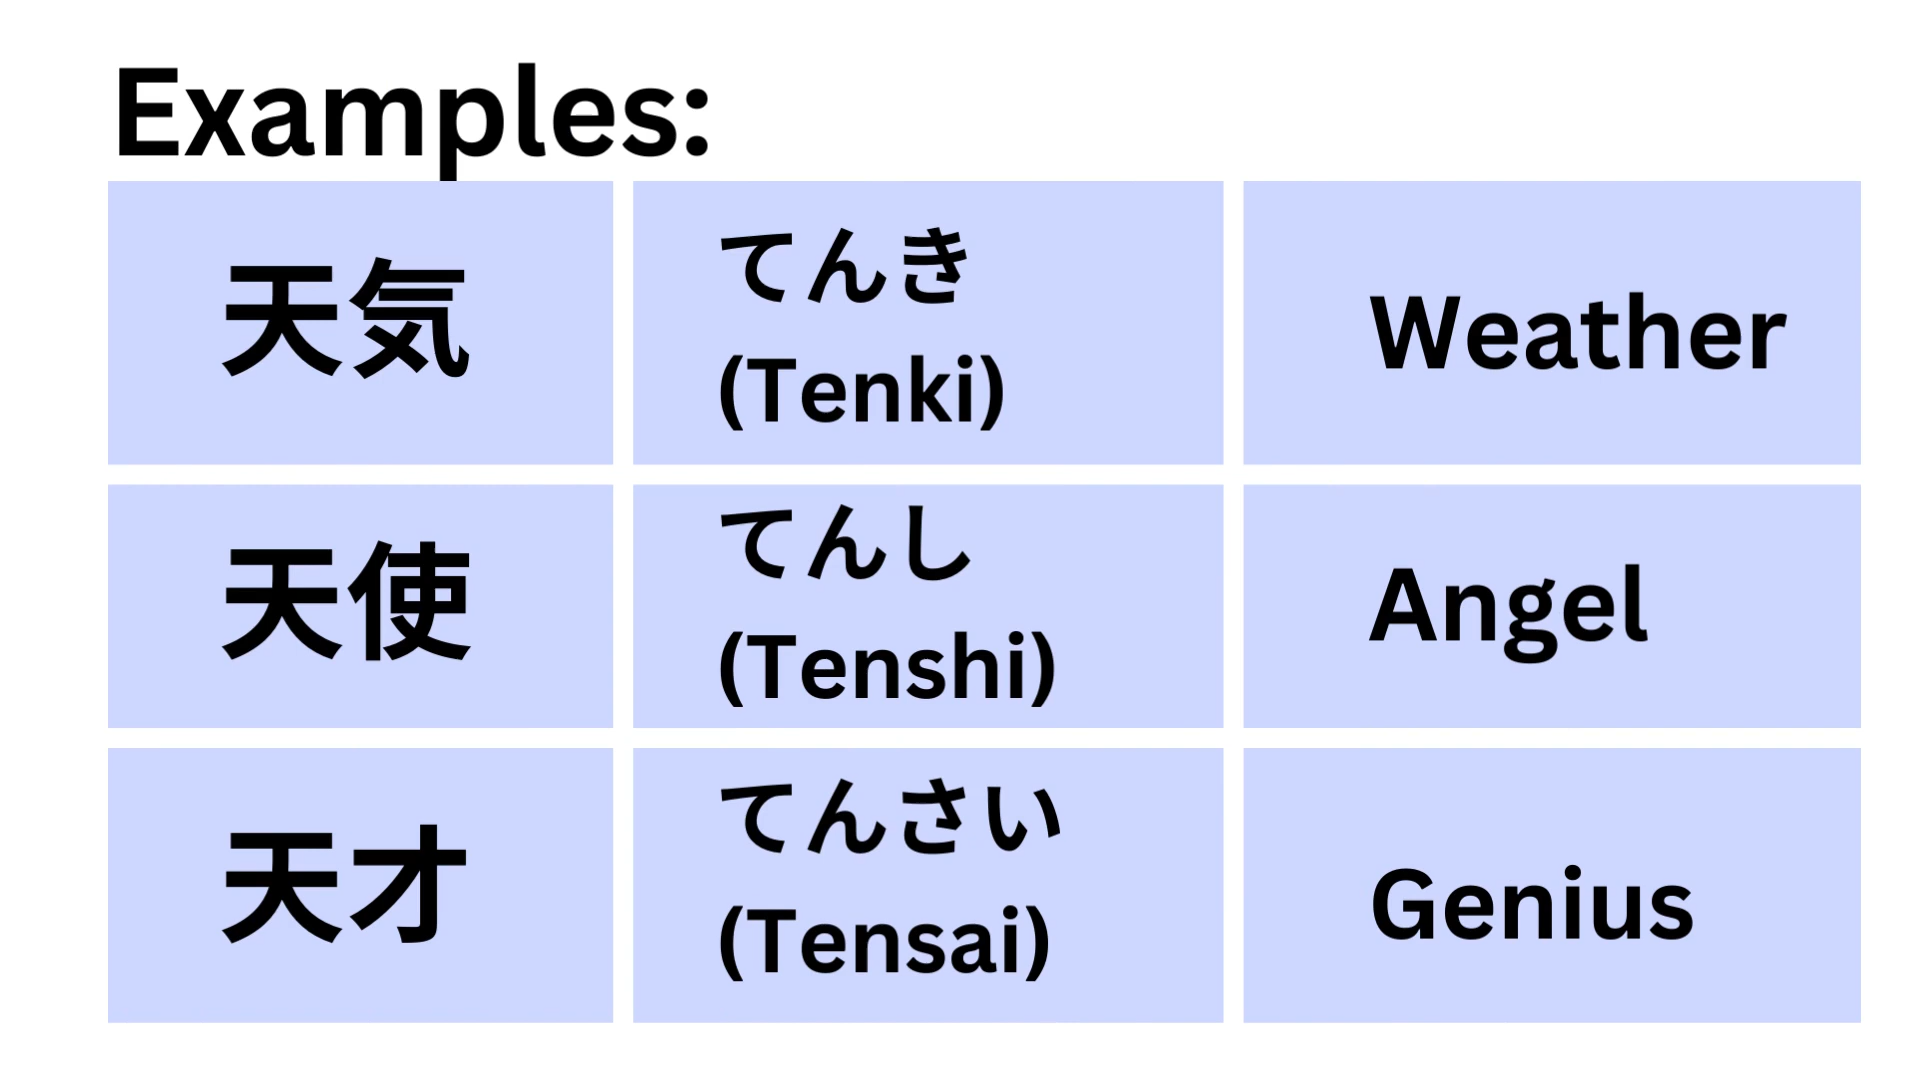 Examples:
天気
てんき
(Tenki)
Weather
天使
てんし
(Tenshi)
Angel
天才
てんさい
(Tensai)
Genius